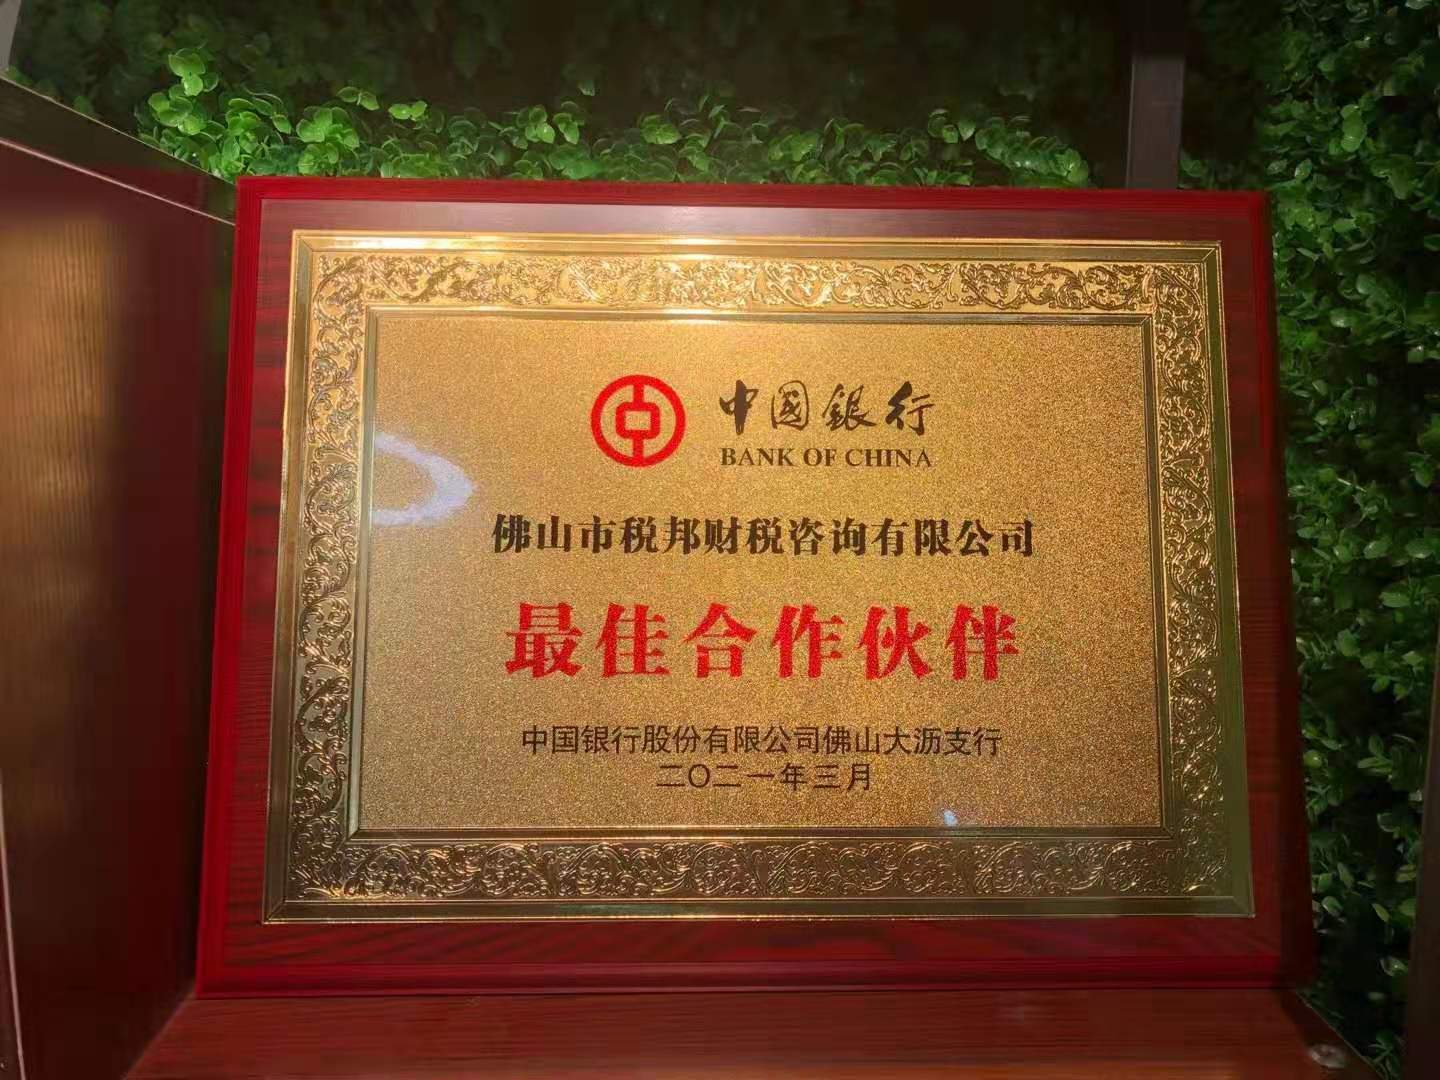 中国银行
BANK OF CHINA
佛山市税邦财税咨询有限公司
最佳合作伙伴
中国银行股份有限公司佛山大沥支行
二〇二一年三月